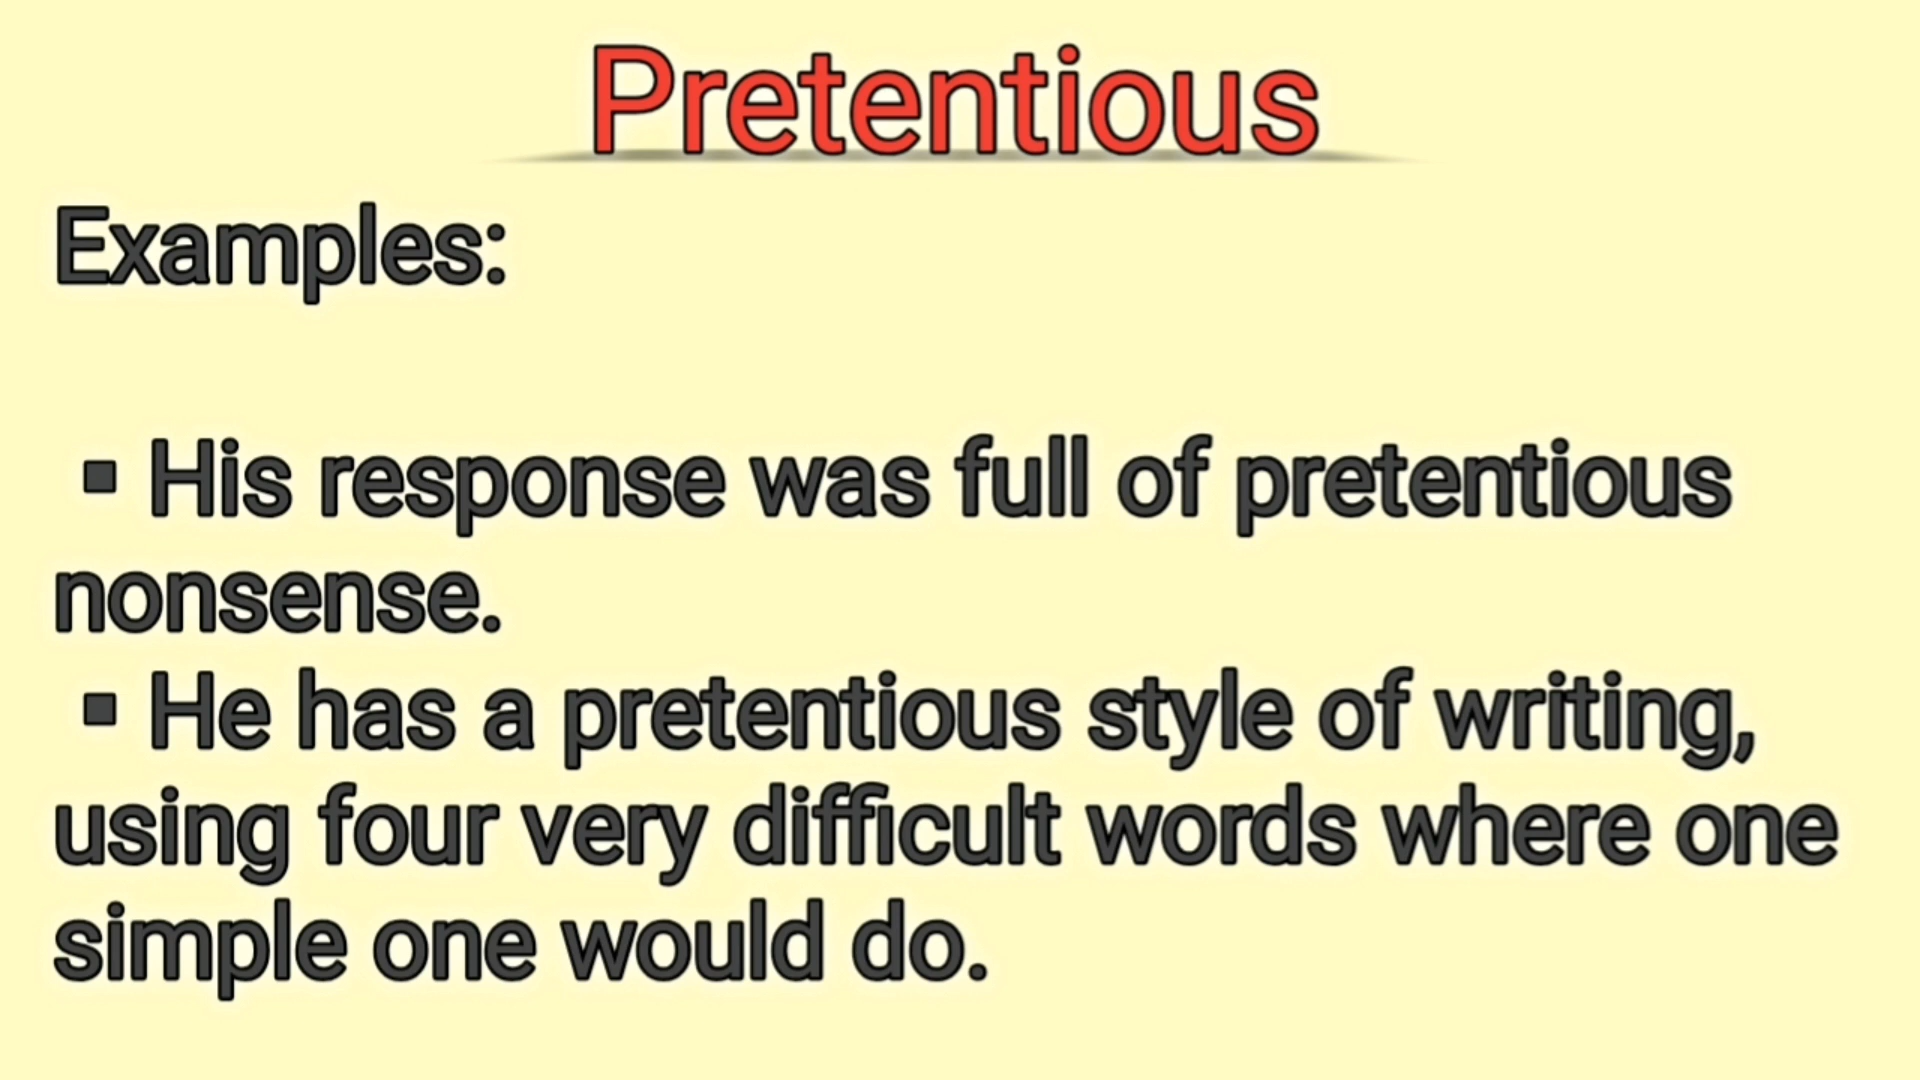 Pretentious
Examples:
▪ His response was full of pretentious
nonsense.
▪ He has a pretentious style of writing,
using four very difficult words where one
simple one would do.